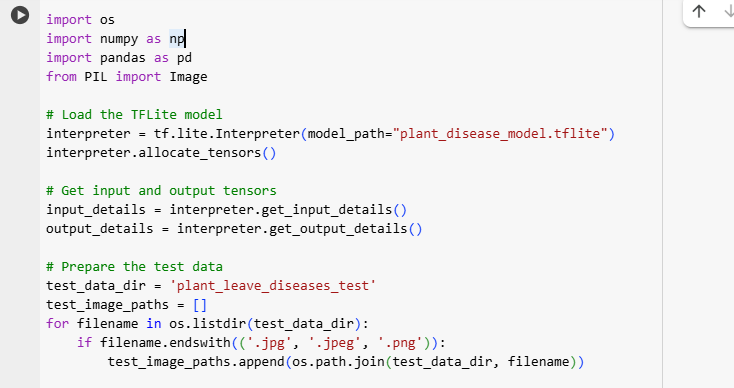 import os
import numpy as np
import pandas as pd
from PIL import Image
# Load the TFLite model
interpreter = tf.lite.Interpreter(model_path="plant_disease_model.tflite")
interpreter.allocate_tensors()
# Get input and output tensors
input_details = interpreter.get_input_details()
output_details = interpreter.get_output_details()
# Prepare the test data
test_data_dir = 'plant_leave_diseases_test'
test_image_paths = []
for filename in os.listdir(test_data_dir):
    if filename.endswith(('.jpg', '.jpeg', '.png')):
        test_image_paths.append(os.path.join(test_data_dir, filename))